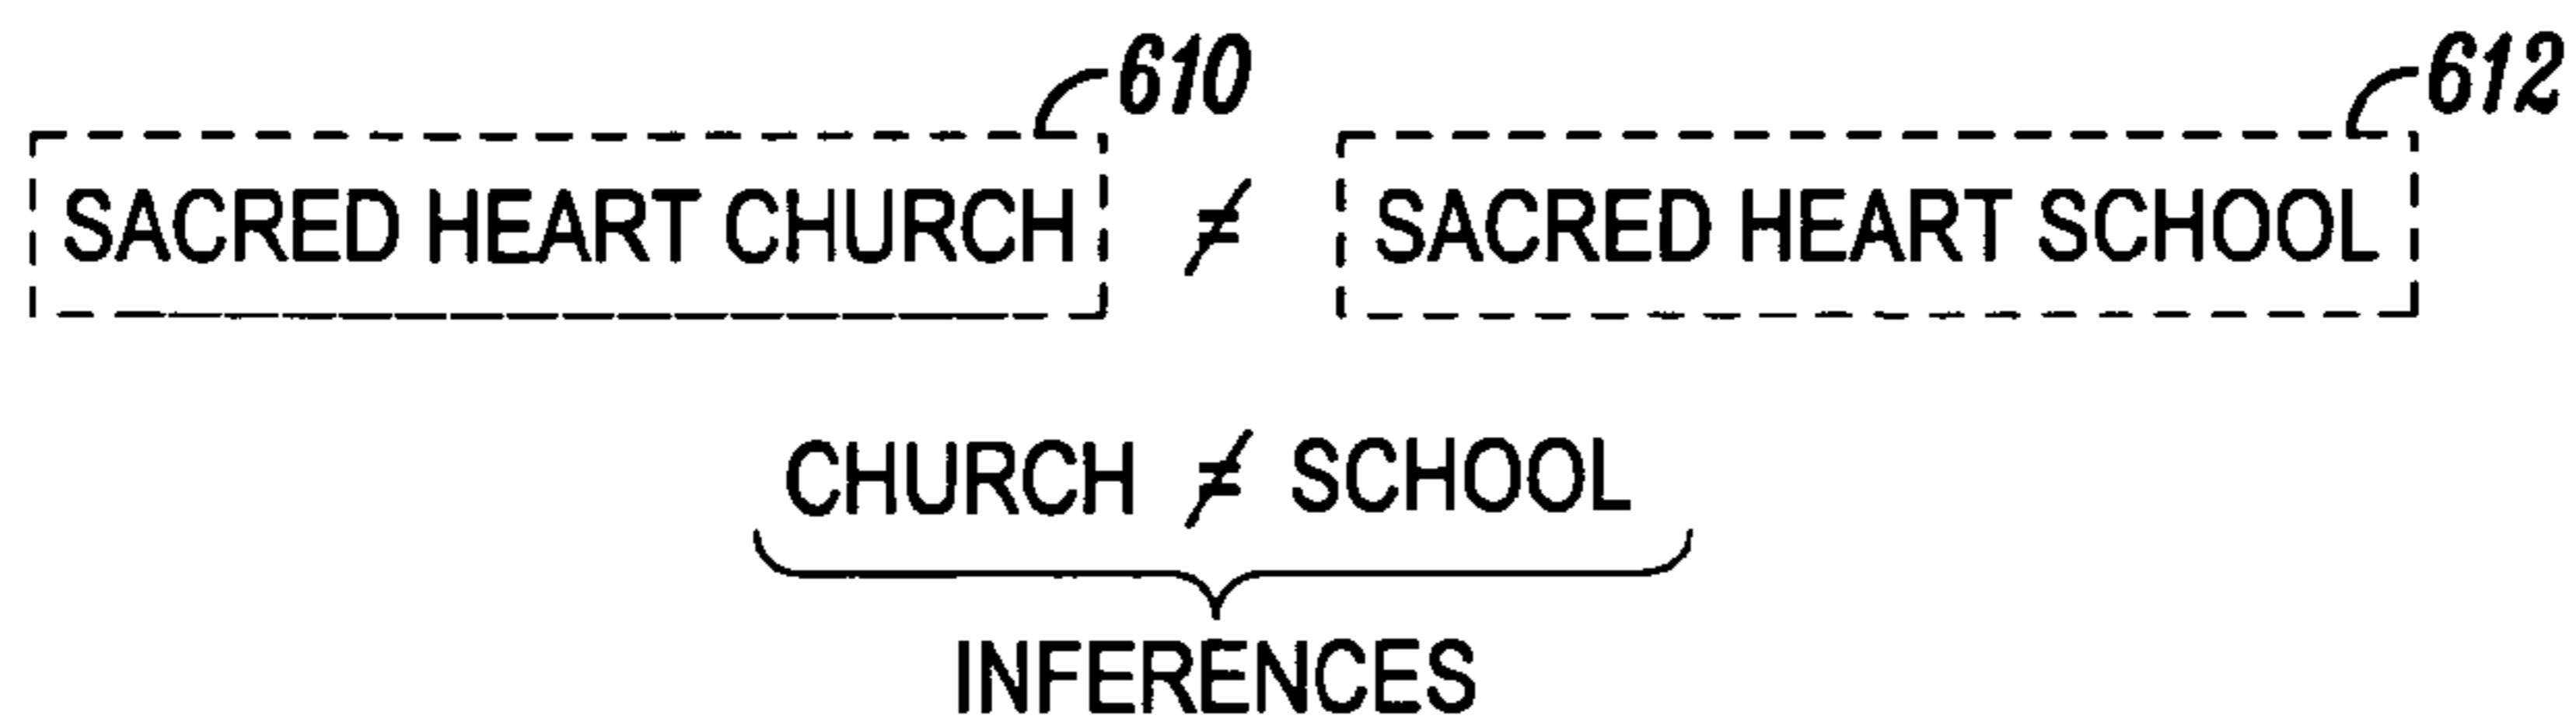 610 612
SACRED HEART CHURCH ≠ SACRED HEART SCHOOL
CHURCH ≠ SCHOOL
INFERENCES